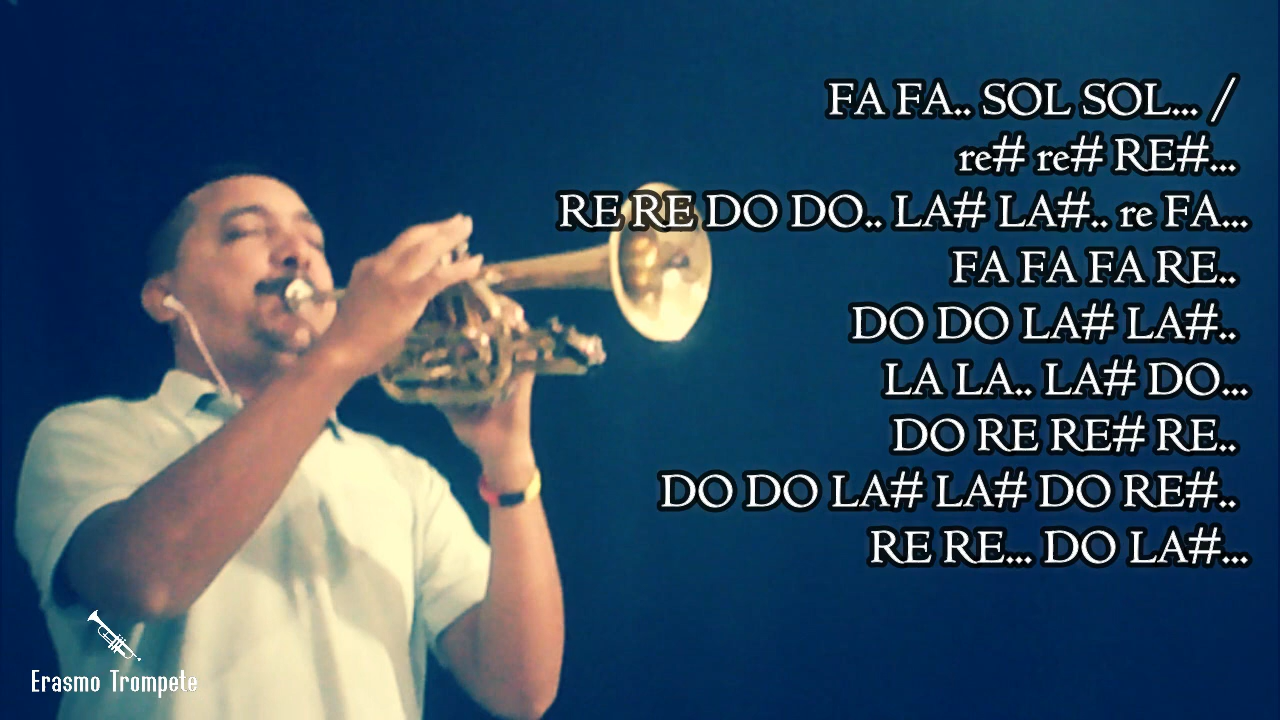 FA FA.. SOL SOL... /
re# re# RE#...
RE RE DO DO.. LA# LA#.. re FA...
FA FA FA RE..
DO DO LA# LA#..
LA LA.. LA# DO...
DO RE RE# RE..
DO DO LA# LA# DO RE#..
RE RE... DO LA#...
Erasmo Trompete